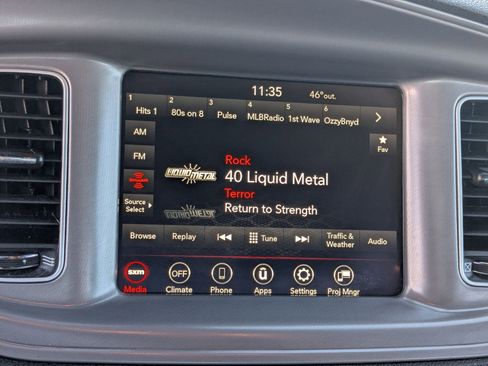 11:35 46° out.
1 2 3 4 5 6
Hits 1 80s on 8 Pulse MLBRadio 1st Wave OzzyBnyd
AM
FM
Fav
Rock
LIQUID METAL
40 Liquid Metal
Terror
Source Select
Return to Strength
Browse Replay Tune Traffic & Weather Audio
sxm OFF
Media Climate Phone Apps Settings Proj Mngr